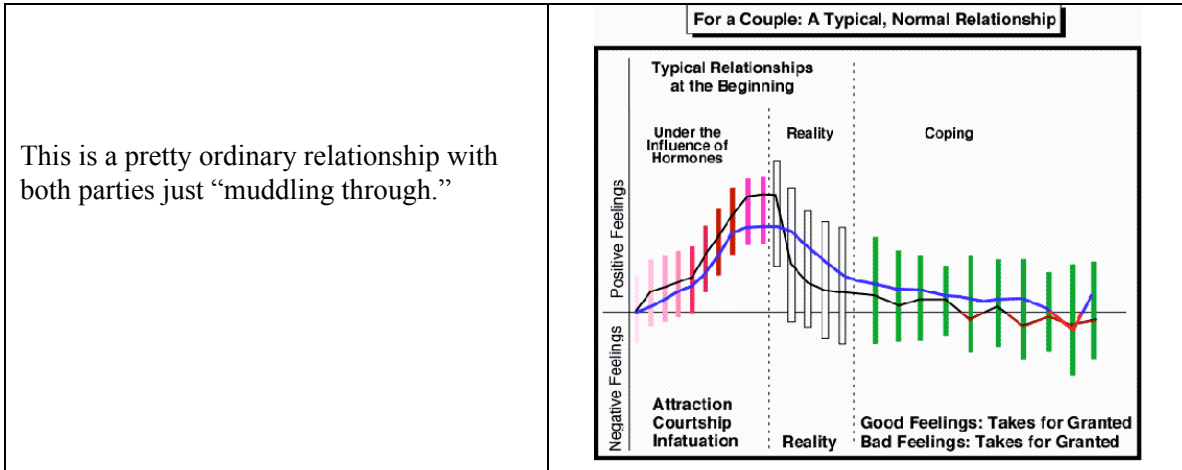 This is a pretty ordinary relationship with
both parties just “muddling through.”
For a Couple: A Typical, Normal Relationship
Typical Relationships
at the Beginning
Under the
Influence of
Hormones
Reality
Coping
Positive Feelings
Negative Feelings
Attraction
Courtship
Infatuation
Reality
Good Feelings: Takes for Granted
Bad Feelings: Takes for Granted